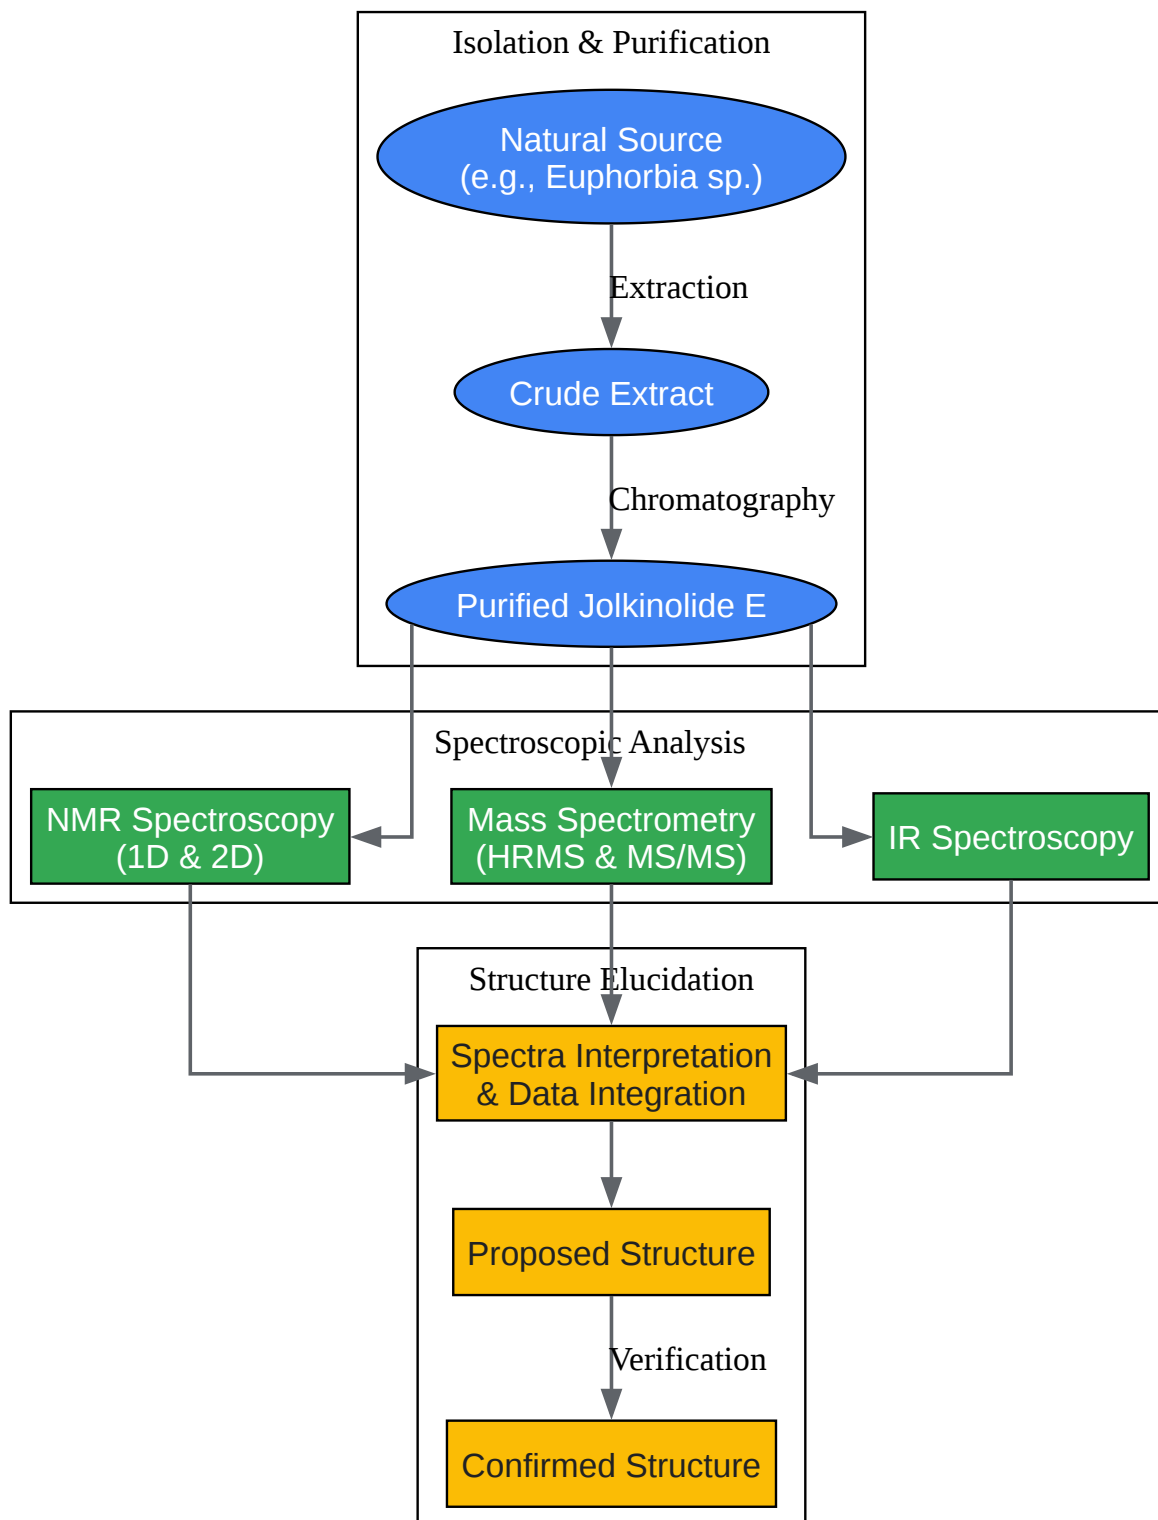 Isolation & Purification
Natural Source
(e.g., Euphorbia sp.)
Extraction
Crude Extract
Chromatography
Purified Jolkinolide E
Spectroscopic Analysis
NMR Spectroscopy
(1D & 2D)
Mass Spectrometry
(HRMS & MS/MS)
IR Spectroscopy
Structure Elucidation
Spectra Interpretation
& Data Integration
Proposed Structure
Verification
Confirmed Structure